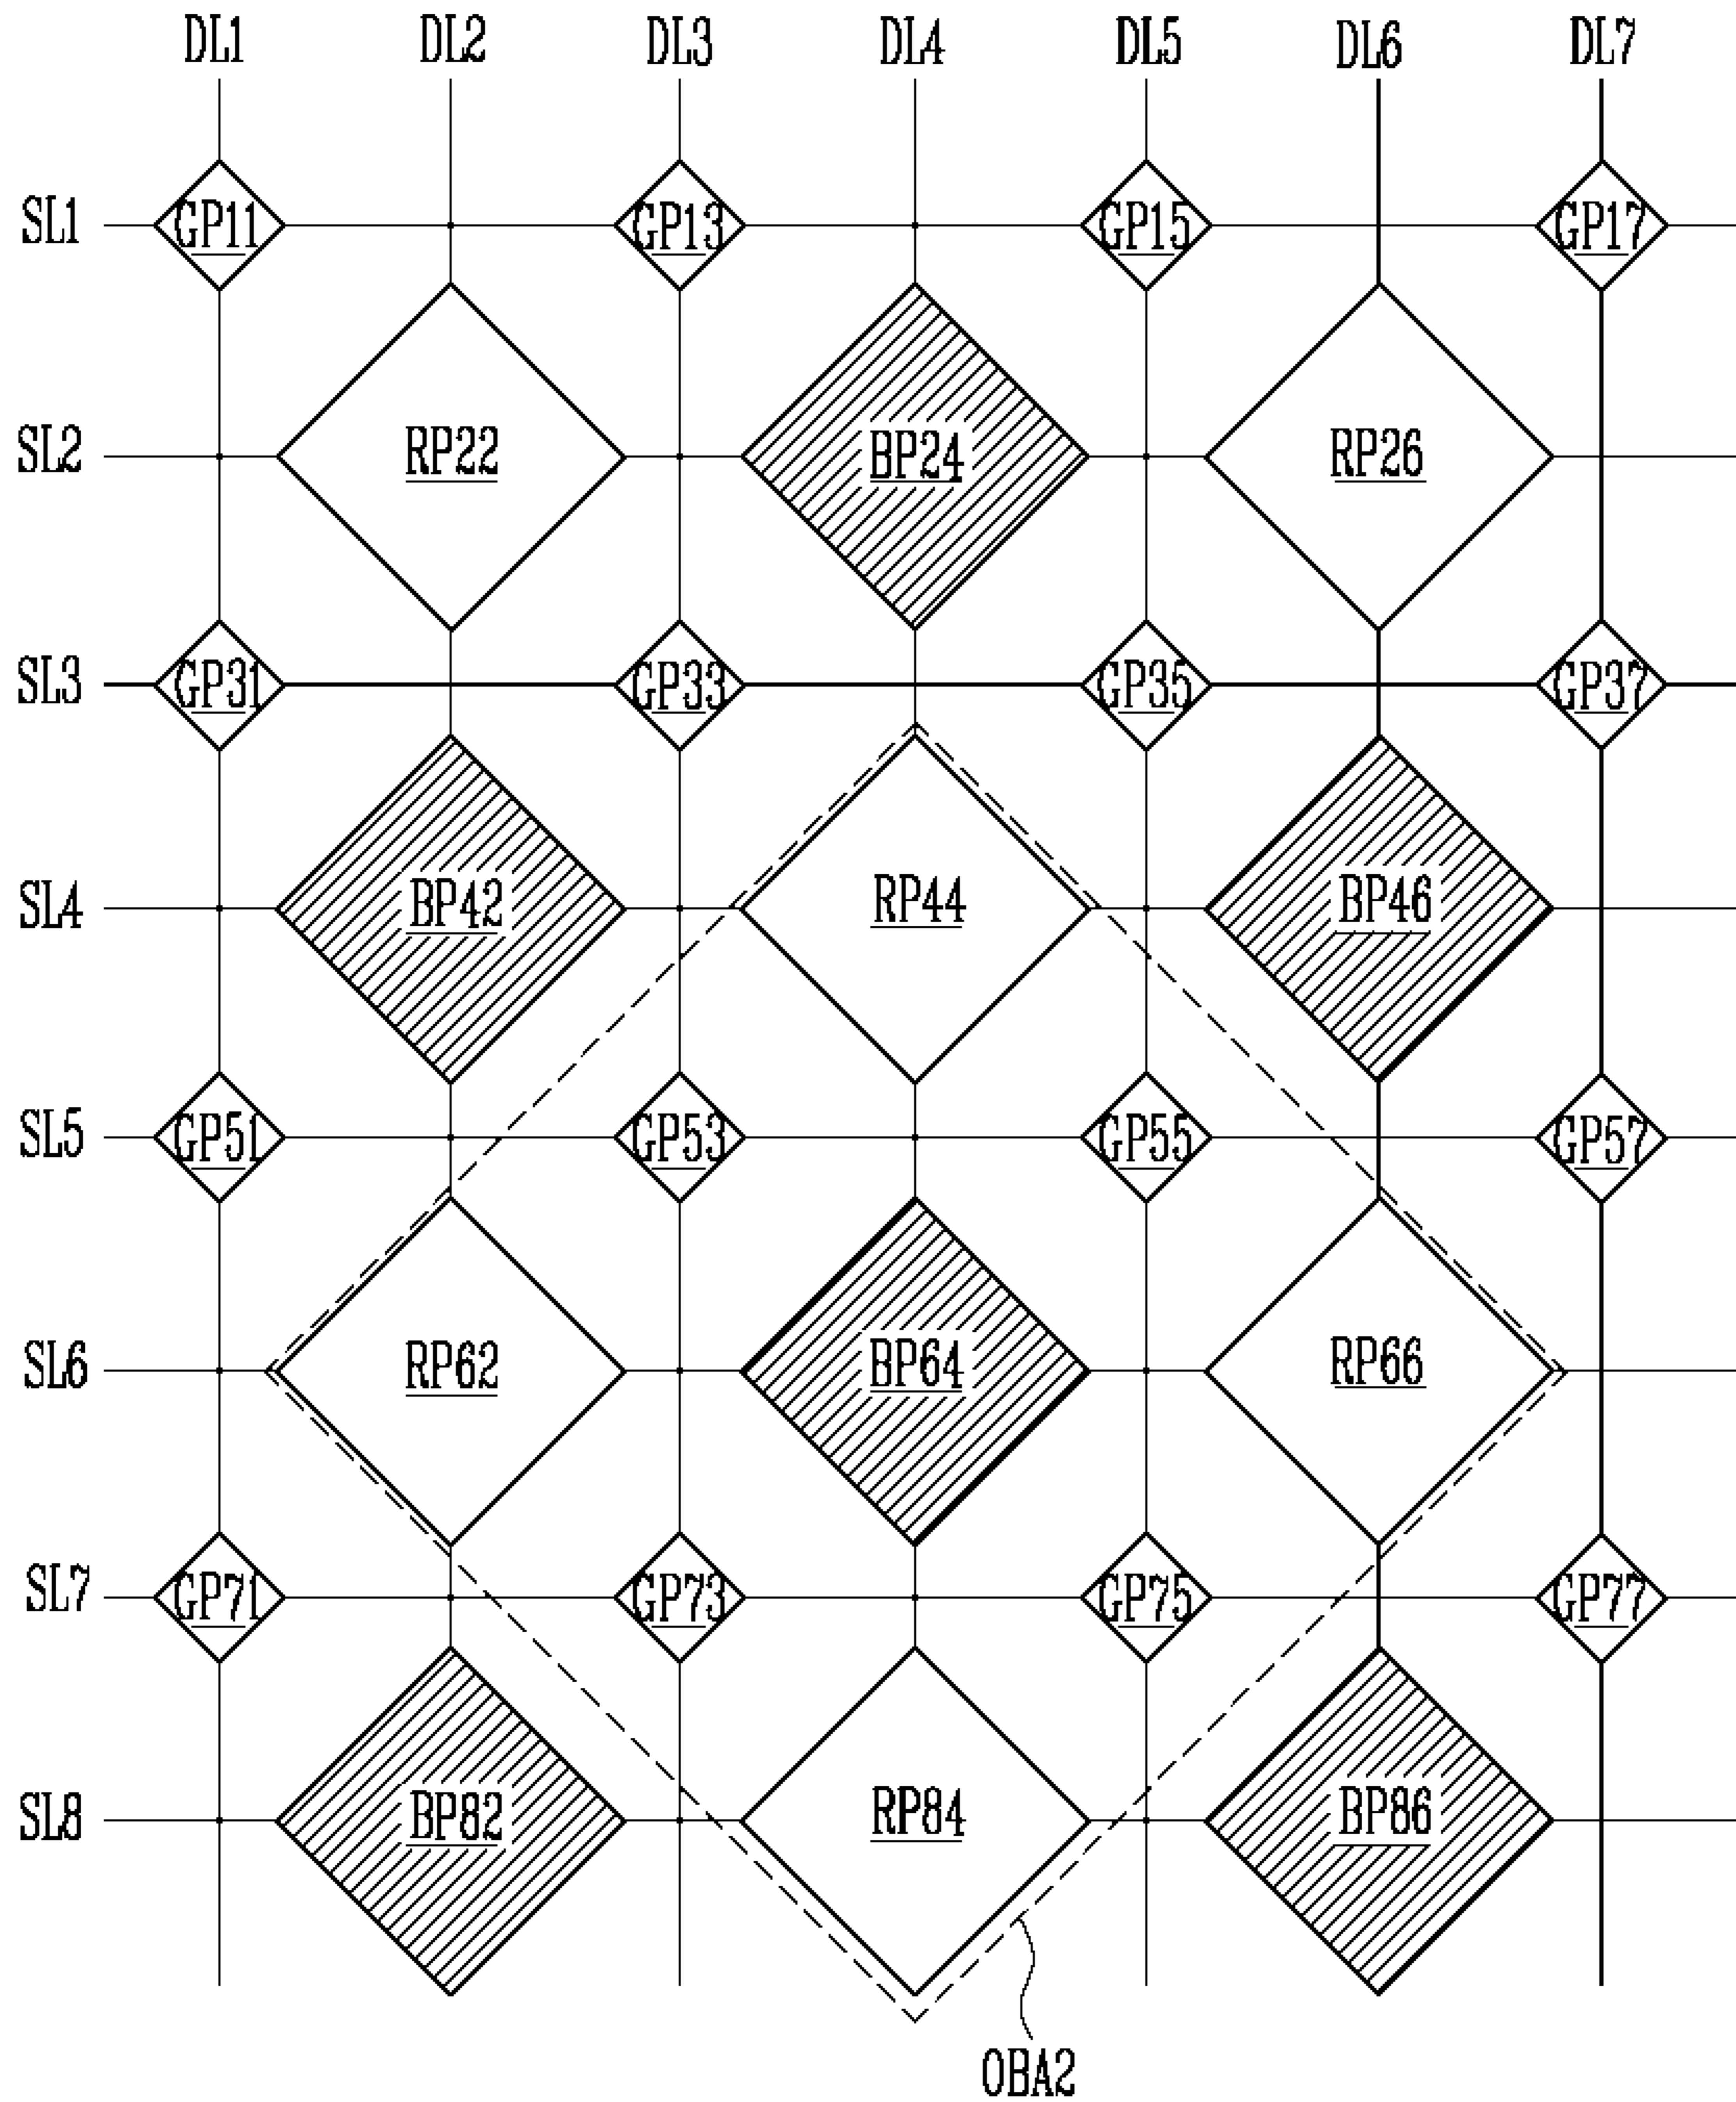 DL1 DL2 DL3 DL4 DL5 DL6 DL7
SL1 GP11 GP13 GP15 GP17
SL2 RP22 BP24 RP26
SL3 GP31 GP33 GP35 GP37
SL4 BP42 RP44 BP46
SL5 GP51 GP53 GP55 GP57
SL6 RP62 BP64 RP66
SL7 GP71 GP73 GP75 GP77
SL8 BP82 RP84 BP86
OBA2